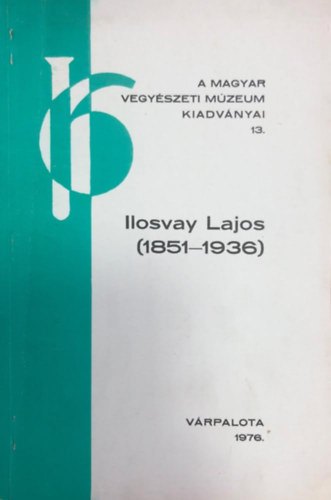 A MAGYAR
VEGYÉSZETI MÚZEUM
KIADVÁNYAI
13.
Ilosvay Lajos
(1851–1936)
VÁRPALOTA
1976.